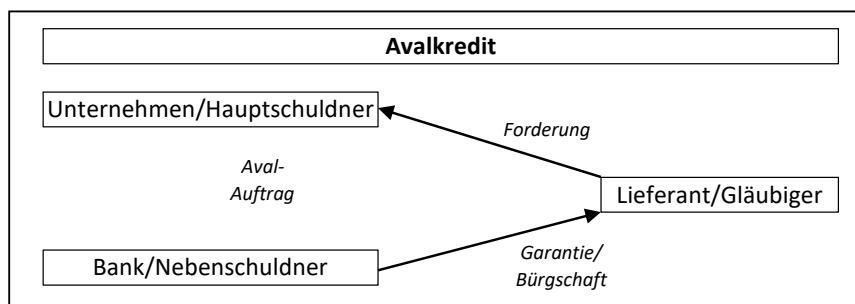 Avalkredit
Unternehmen/Hauptschuldner
Forderung
Aval-
Auftrag
Lieferant/Gläubiger
Bank/Nebenschuldner
Garantie/
Bürgschaft